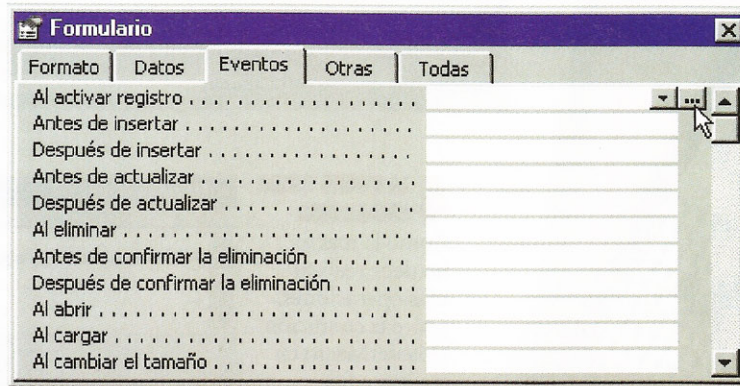 Formulario
Formato Datos Eventos Otras Todas
Al activar registro . . . . . . . . . . . . . . . . . . . . . ...
Antes de insertar . . . . . . . . . . . . . . . . . . . . . .
Después de insertar . . . . . . . . . . . . . . . . . . .
Antes de actualizar . . . . . . . . . . . . . . . . . . . .
Después de actualizar . . . . . . . . . . . . . . . . . .
Al eliminar . . . . . . . . . . . . . . . . . . . . . . . . . . .
Antes de confirmar la eliminación . . . . . . . .
Después de confirmar la eliminación . . . . . .
Al abrir . . . . . . . . . . . . . . . . . . . . . . . . . . . . .
Al cargar . . . . . . . . . . . . . . . . . . . . . . . . . . . .
Al cambiar el tamaño . . . . . . . . . . . . . . . . . . .